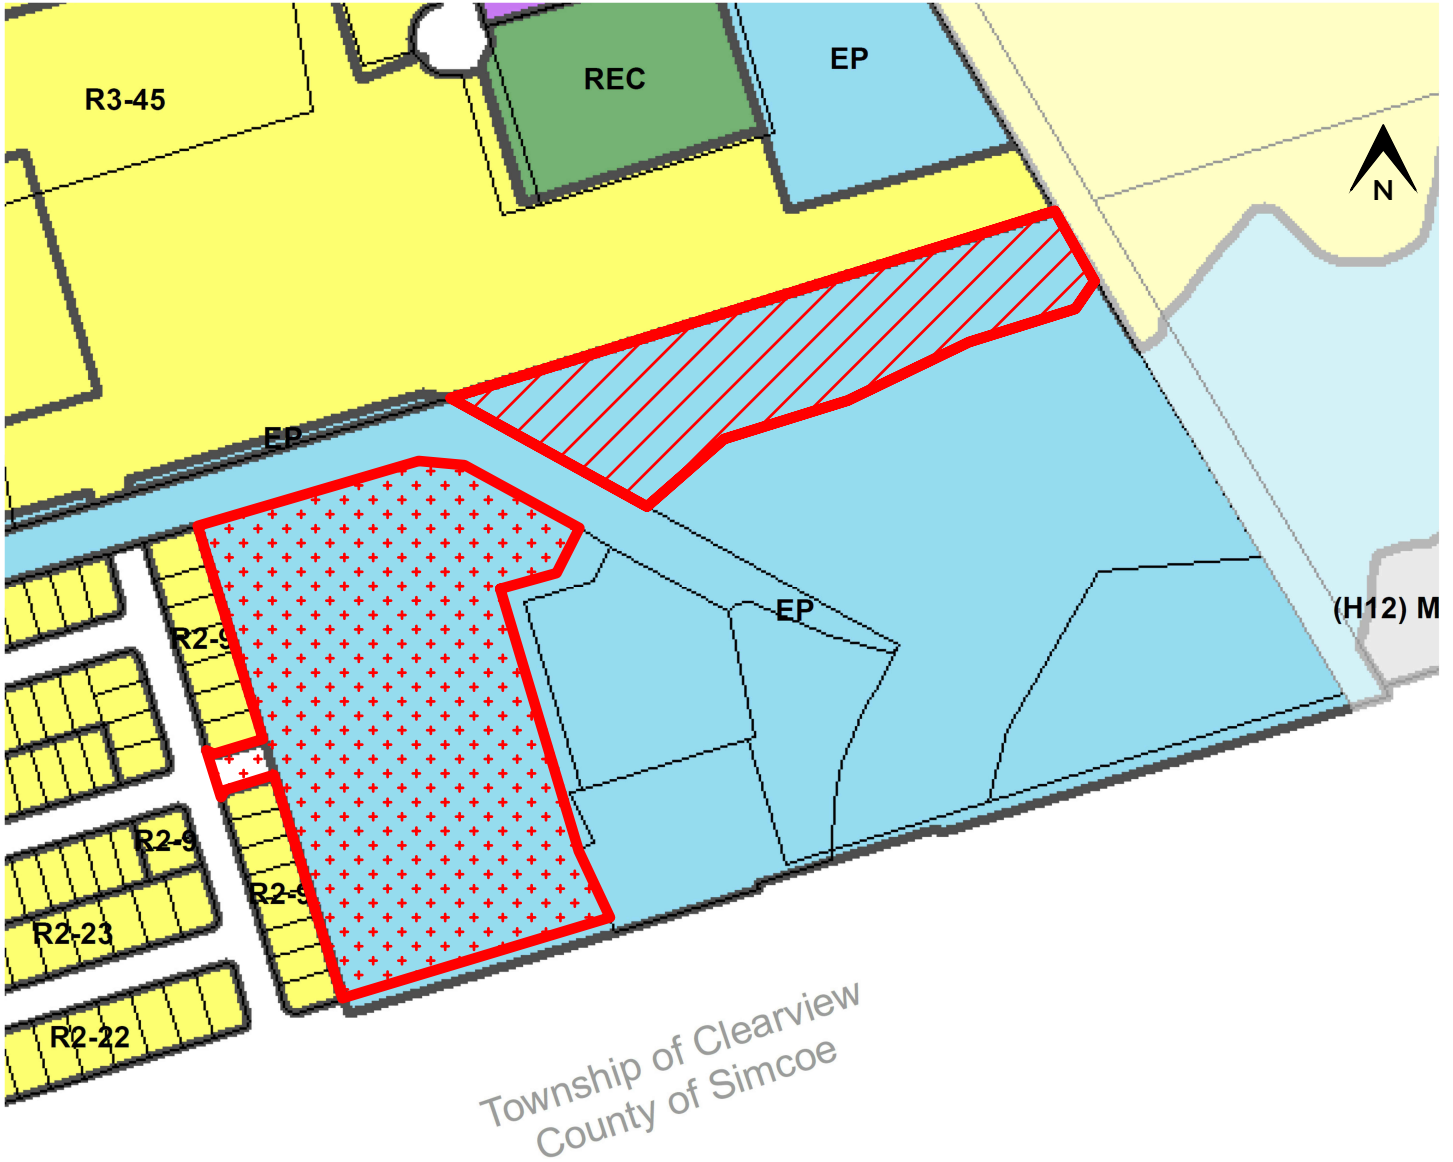 EP
REC
R3-45
N
EP
(H12) M
EP
R2-9
R2-9
R2-9
R2-23
R2-22
Township of Clearview
County of Simcoe